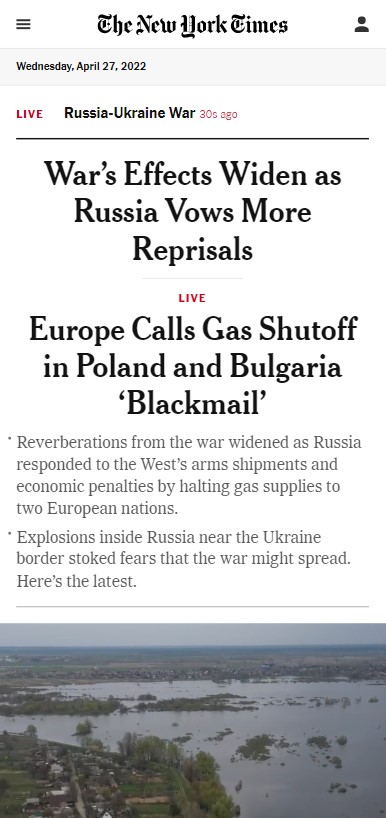 The New York Times
Wednesday, April 27, 2022
LIVE Russia-Ukraine War 30s ago
War’s Effects Widen as
Russia Vows More
Reprisals
LIVE
Europe Calls Gas Shutoff
in Poland and Bulgaria
‘Blackmail’
• Reverberations from the war widened as Russia
responded to the West’s arms shipments and
economic penalties by halting gas supplies to
two European nations.
• Explosions inside Russia near the Ukraine
border stoked fears that the war might spread.
Here’s the latest.